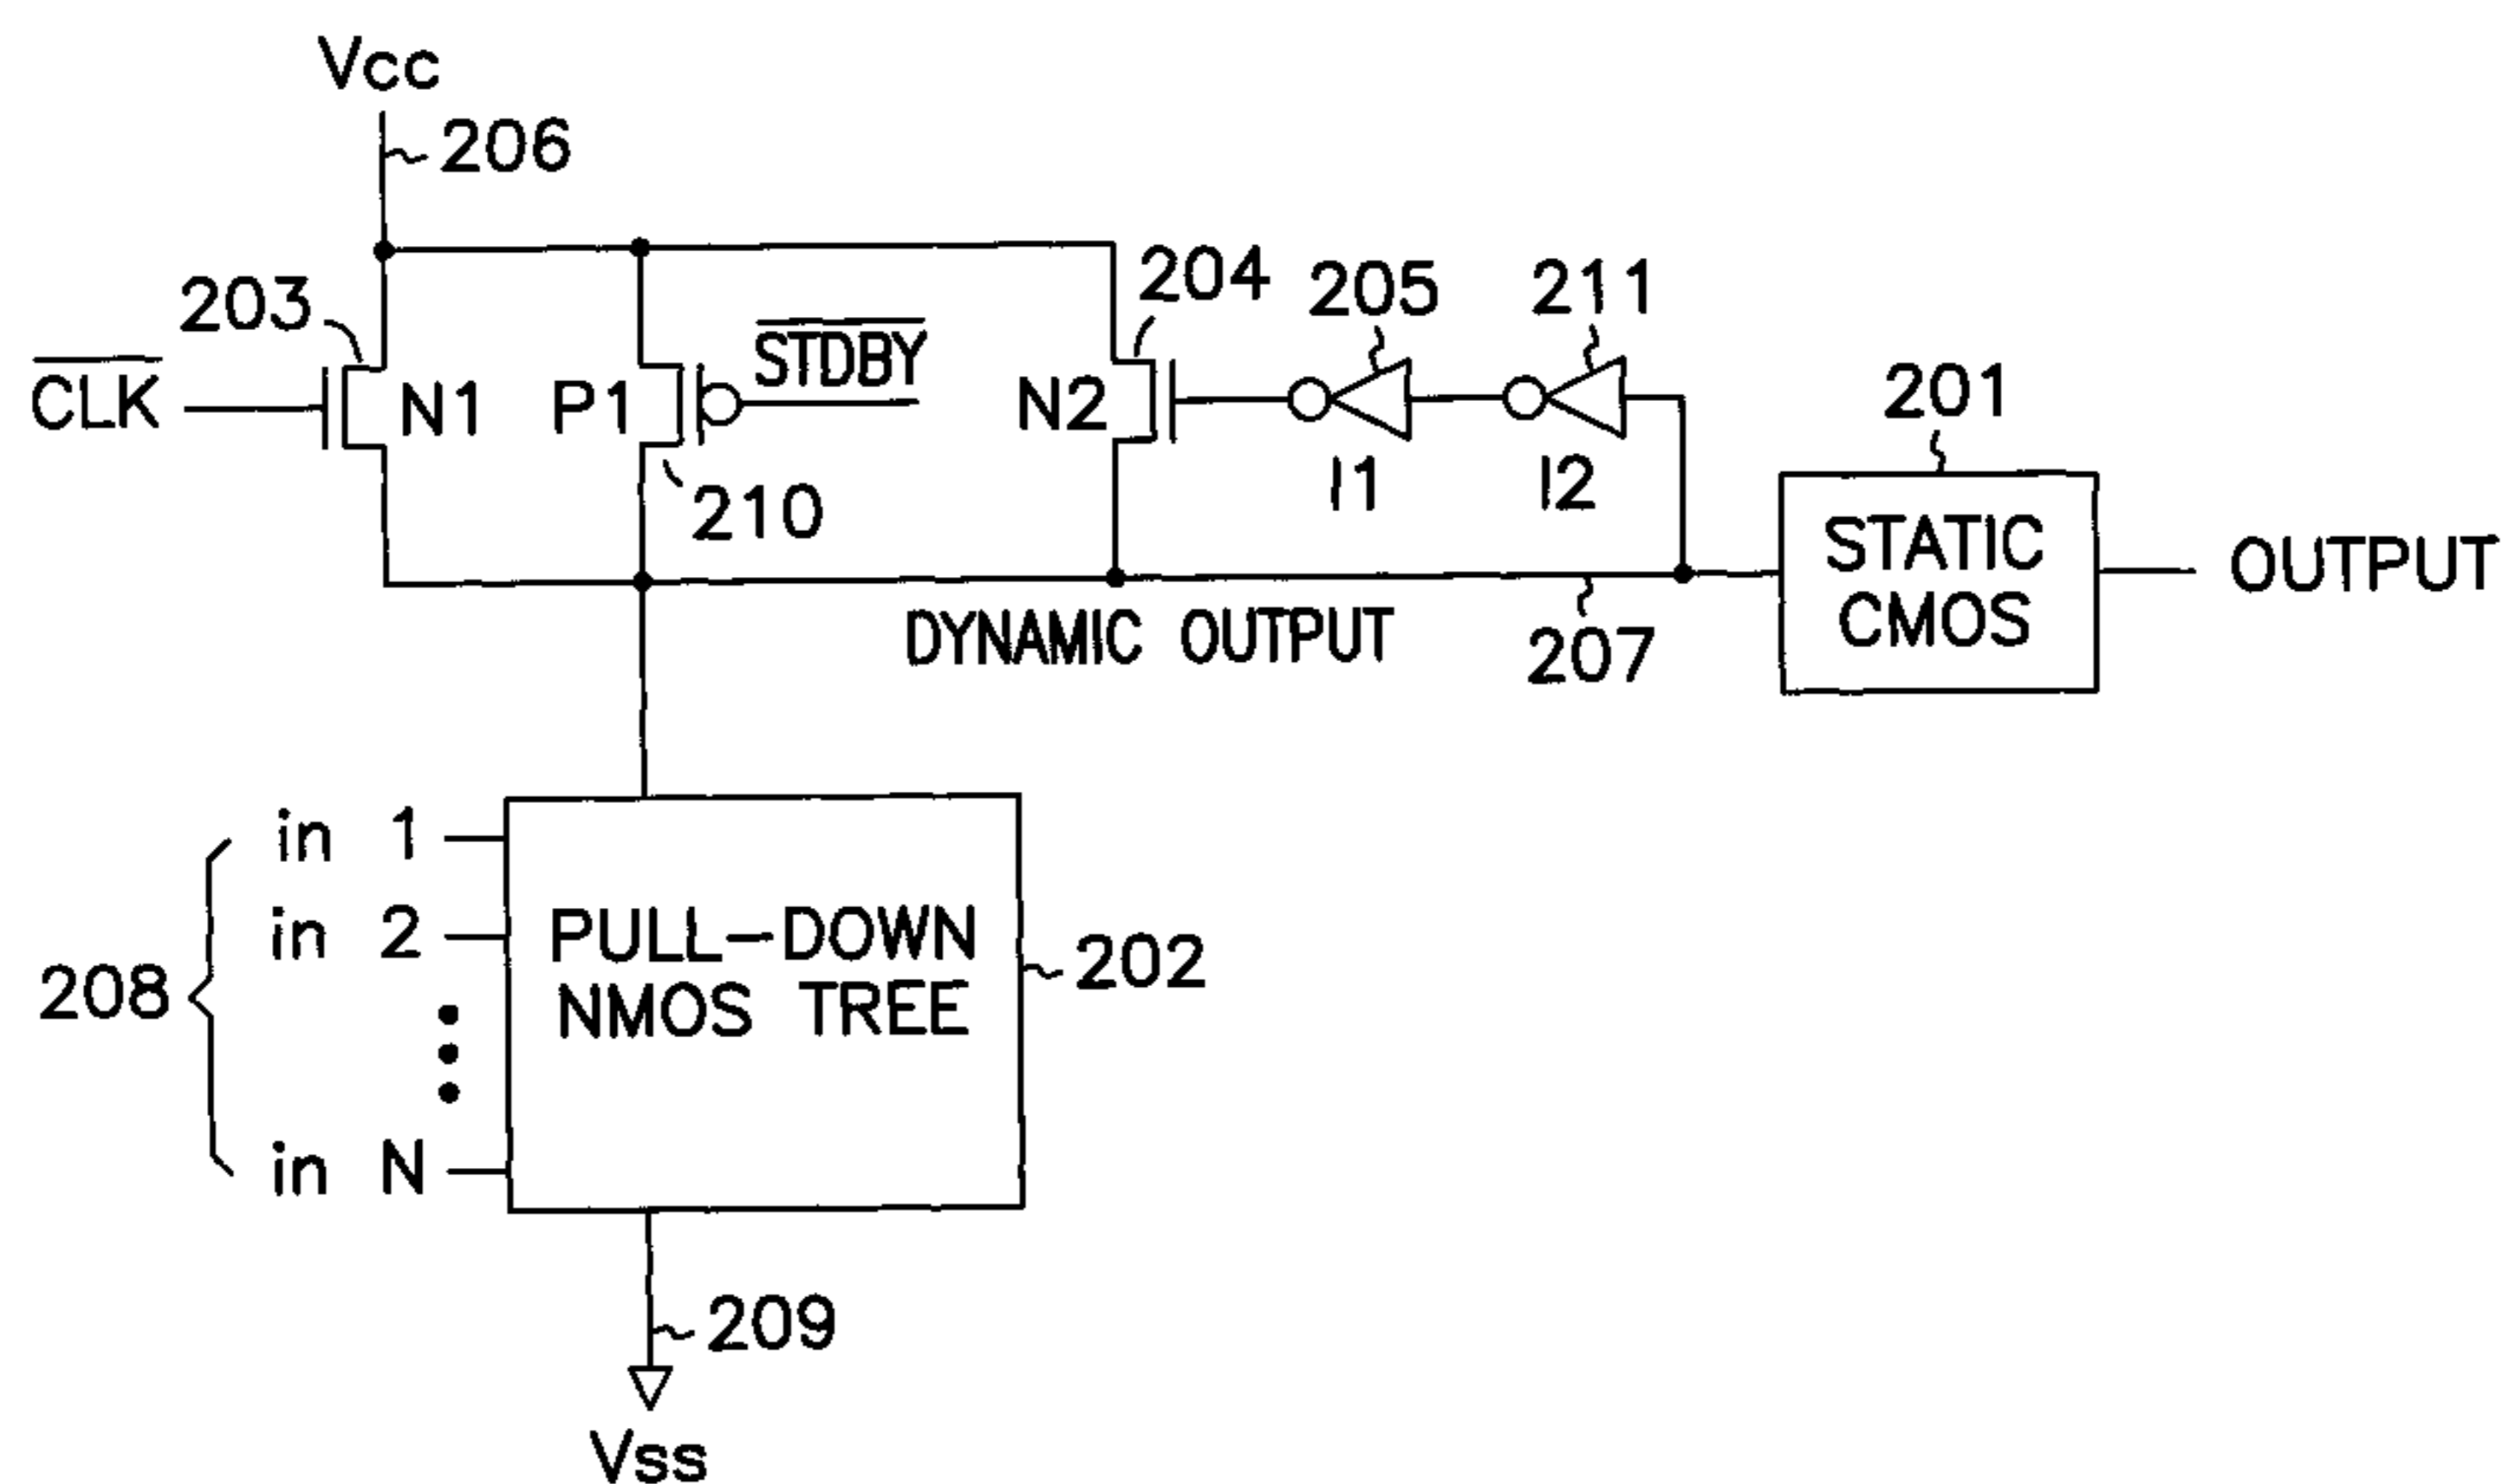 Vcc
206
203
204
205
211
STDBY
CLK
N1
P1
N2
201
I1
I2
210
STATIC
CMOS
OUTPUT
DYNAMIC OUTPUT
207
in 1
in 2
208
PULL-DOWN
NMOS TREE
202
in N
209
Vss